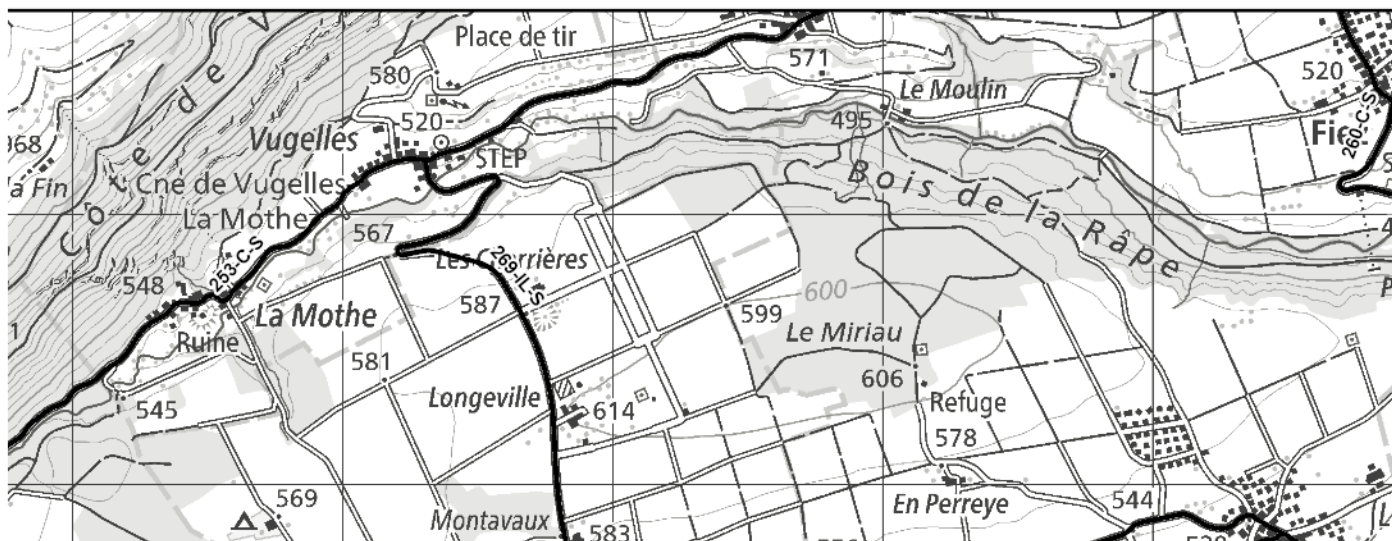 Place de tir
571
580
520
Le Moulin
520
495
Vugelles
STEP
260-C-S
Cne de Vugelles
La Mothe
Bois de la Râpe
567
253-C-S
Les Carrières
269-IL-S
548
587
600
599
La Mothe
Ruine
Le Miriau
581
606
Longeville
614
Refuge
545
578
569
544
En Perreye
Montavaux
583